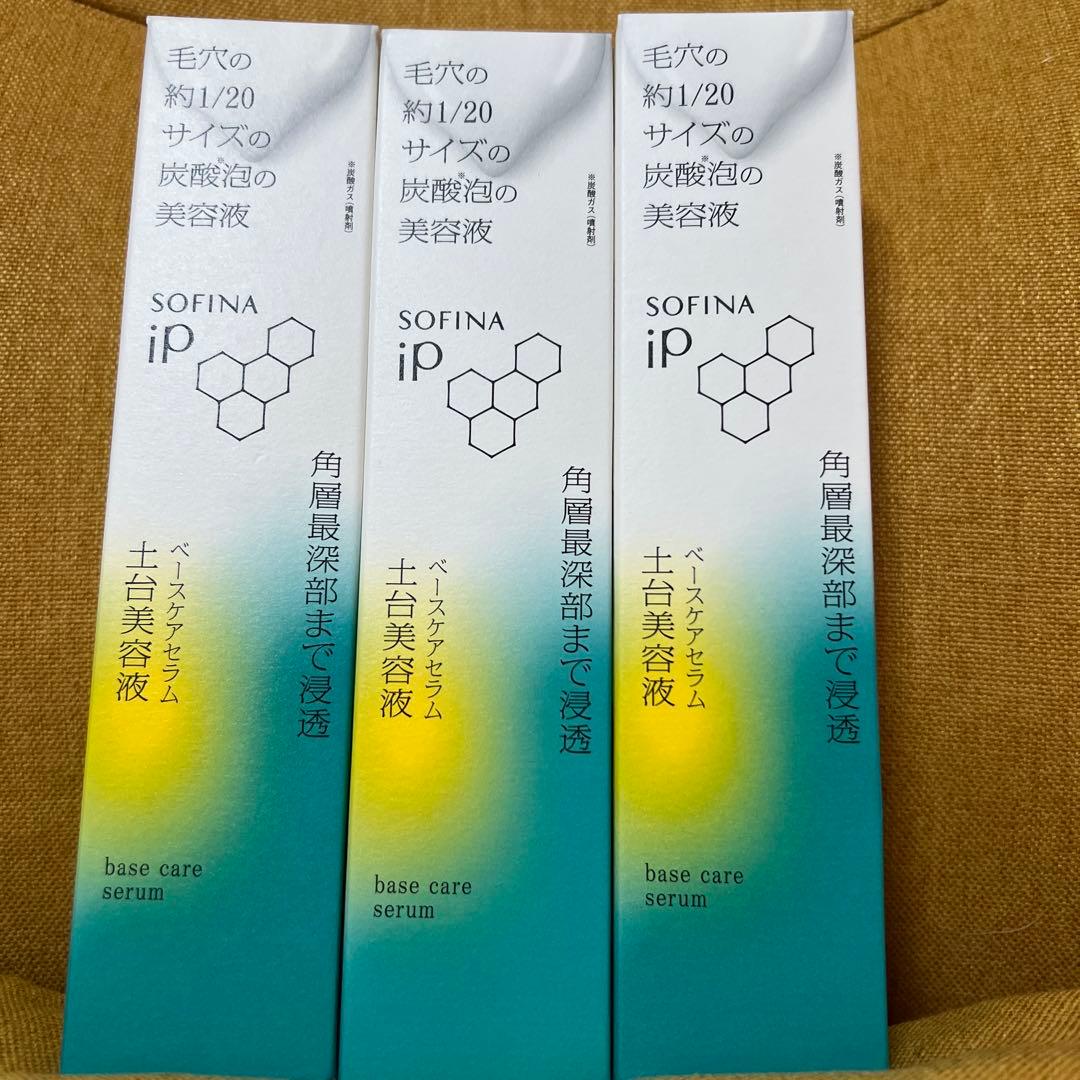 毛穴の
約1/20
サイズの
炭酸※泡の
美容液
※炭酸ガス(噴射剤)
SOFINA
iP
角層最深部まで浸透
ベースケアセラム
土台美容液
base care
serum
毛穴の
約1/20
サイズの
炭酸※泡の
美容液
※炭酸ガス(噴射剤)
SOFINA
iP
角層最深部まで浸透
ベースケアセラム
土台美容液
base care
serum
毛穴の
約1/20
サイズの
炭酸※泡の
美容液
※炭酸ガス(噴射剤)
SOFINA
iP
角層最深部まで浸透
ベースケアセラム
土台美容液
base care
serum